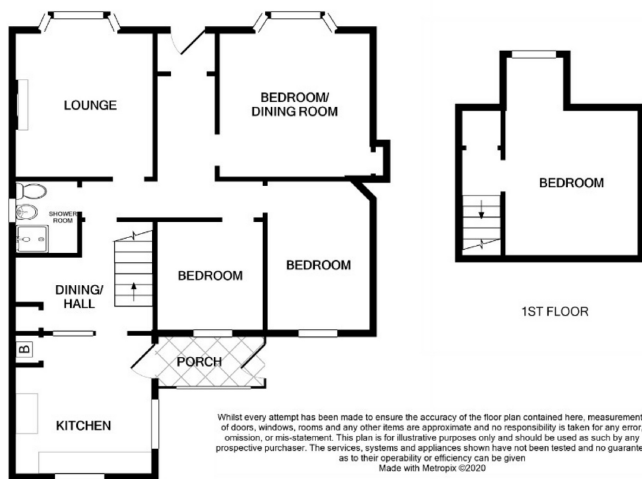 LOUNGE
BEDROOM/
DINING ROOM
SHOWER
ROOM
DINING/
HALL
BEDROOM
BEDROOM
B
PORCH
KITCHEN
BEDROOM
1ST FLOOR
Whilst every attempt has been made to ensure the accuracy of the floor plan contained here, measurement
of doors, windows, rooms and any other items are approximate and no responsibility is taken for any error,
omission, or mis-statement. This plan is for illustrative purposes only and should be used as such by any
prospective purchaser. The services, systems and appliances shown have not been tested and no guarante
as to their operability or efficiency can be given
Made with Metropix ©2020